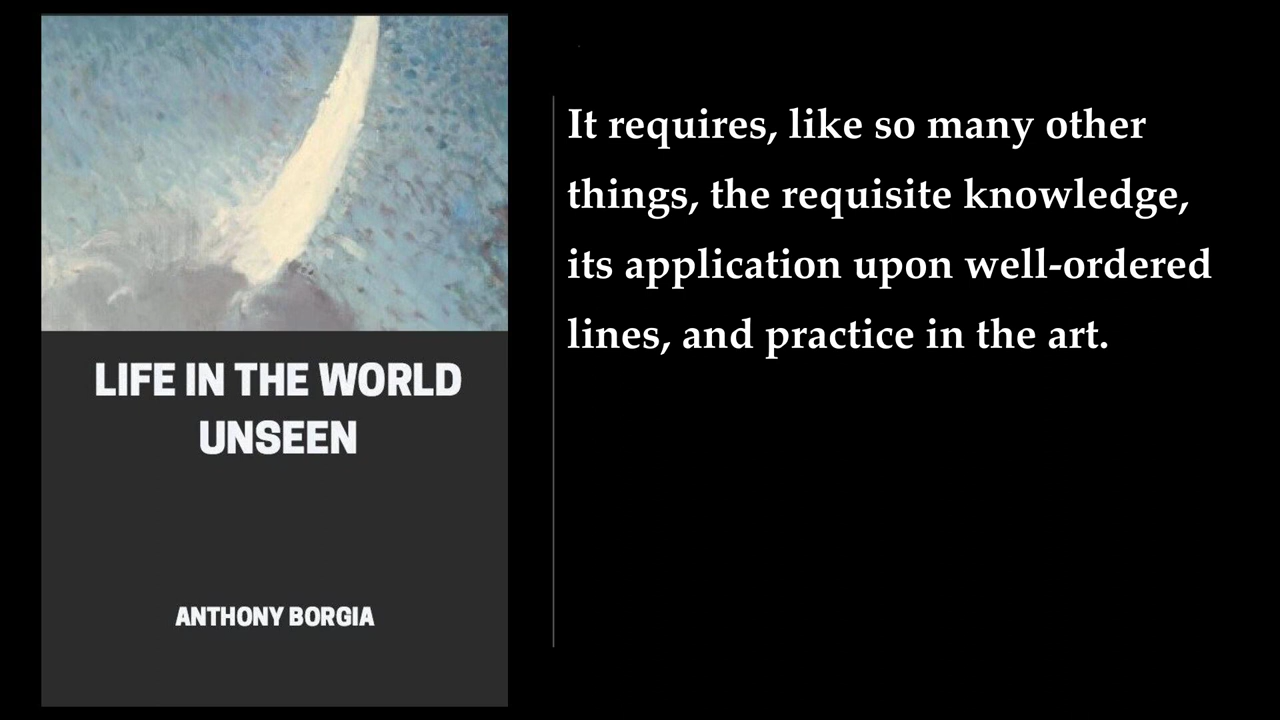 LIFE IN THE WORLD
UNSEEN
ANTHONY BORGIA
It requires, like so many other
things, the requisite knowledge,
its application upon well-ordered
lines, and practice in the art.